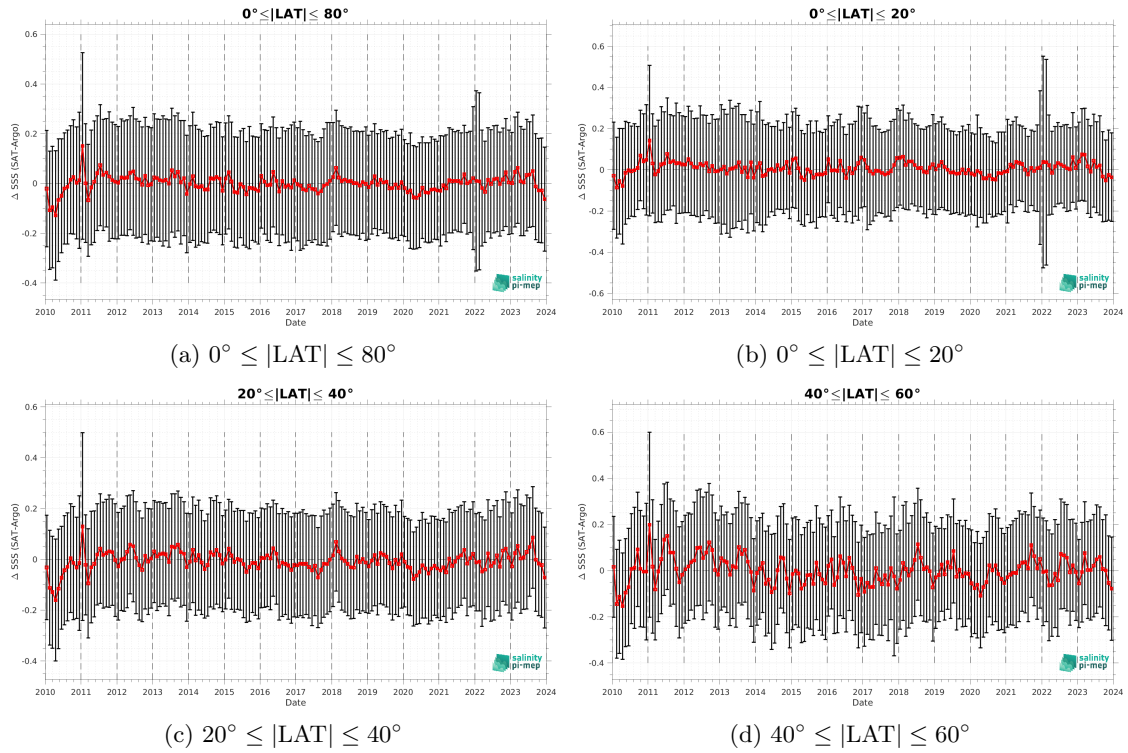 0°≤|LAT|≤ 80°
Δ SSS (SAT-Argo)
0.6
0.4
0.2
0
-0.2
-0.4
2010 2011 2012 2013 2014 2015 2016 2017 2018 2019 2020 2021 2022 2023 2024
Date
salinity
pi-mep
(a) 0° ≤ |LAT| ≤ 80°
0°≤|LAT|≤ 20°
Δ SSS (SAT-Argo)
0.6
0.4
0.2
0
-0.2
-0.4
-0.6
2010 2011 2012 2013 2014 2015 2016 2017 2018 2019 2020 2021 2022 2023 2024
Date
salinity
pi-mep
(b) 0° ≤ |LAT| ≤ 20°
20°≤|LAT|≤ 40°
Δ SSS (SAT-Argo)
0.6
0.4
0.2
0
-0.2
-0.4
2010 2011 2012 2013 2014 2015 2016 2017 2018 2019 2020 2021 2022 2023 2024
Date
salinity
pi-mep
(c) 20° ≤ |LAT| ≤ 40°
40°≤|LAT|≤ 60°
Δ SSS (SAT-Argo)
0.6
0.4
0.2
0
-0.2
-0.4
2010 2011 2012 2013 2014 2015 2016 2017 2018 2019 2020 2021 2022 2023 2024
Date
salinity
pi-mep
(d) 40° ≤ |LAT| ≤ 60°